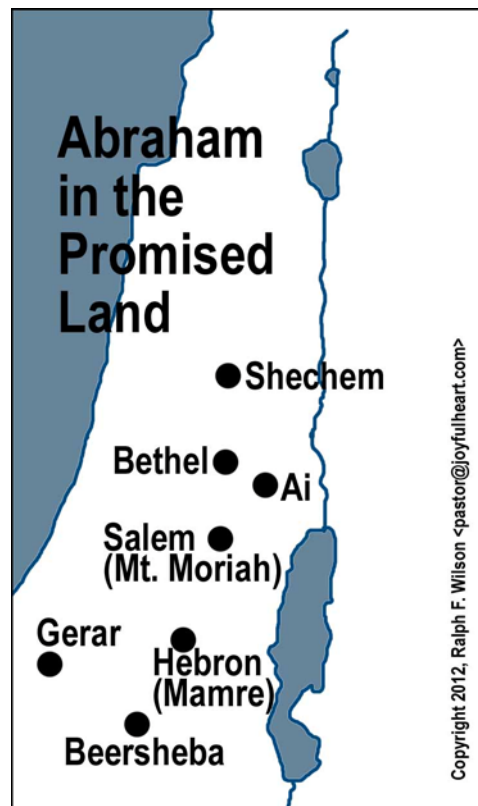 Abraham
in the
Promised
Land
Shechem
Bethel
Ai
Salem
(Mt. Moriah)
Gerar
Hebron
(Mamre)
Beersheba
Copyright 2012, Ralph F. Wilson <pastor@joyfulheart.com>